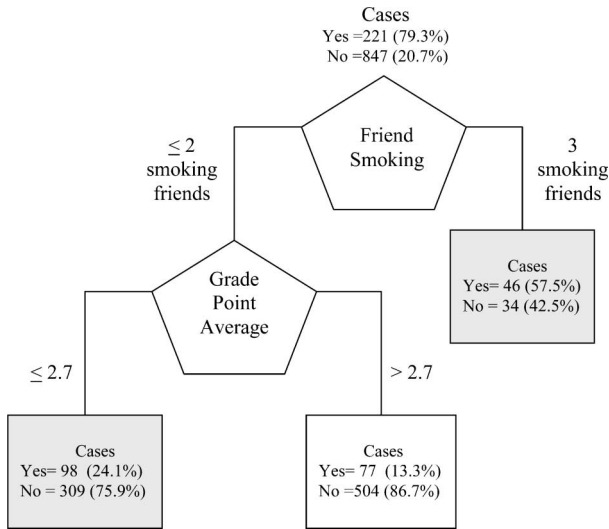 Cases
Yes =221 (79.3%)
No =847 (20.7%)
Friend
Smoking
≤ 2
smoking
friends
3
smoking
friends
Cases
Yes= 46 (57.5%)
No = 34 (42.5%)
Grade
Point
Average
≤ 2.7
> 2.7
Cases
Yes= 98 (24.1%)
No = 309 (75.9%)
Cases
Yes= 77 (13.3%)
No =504 (86.7%)